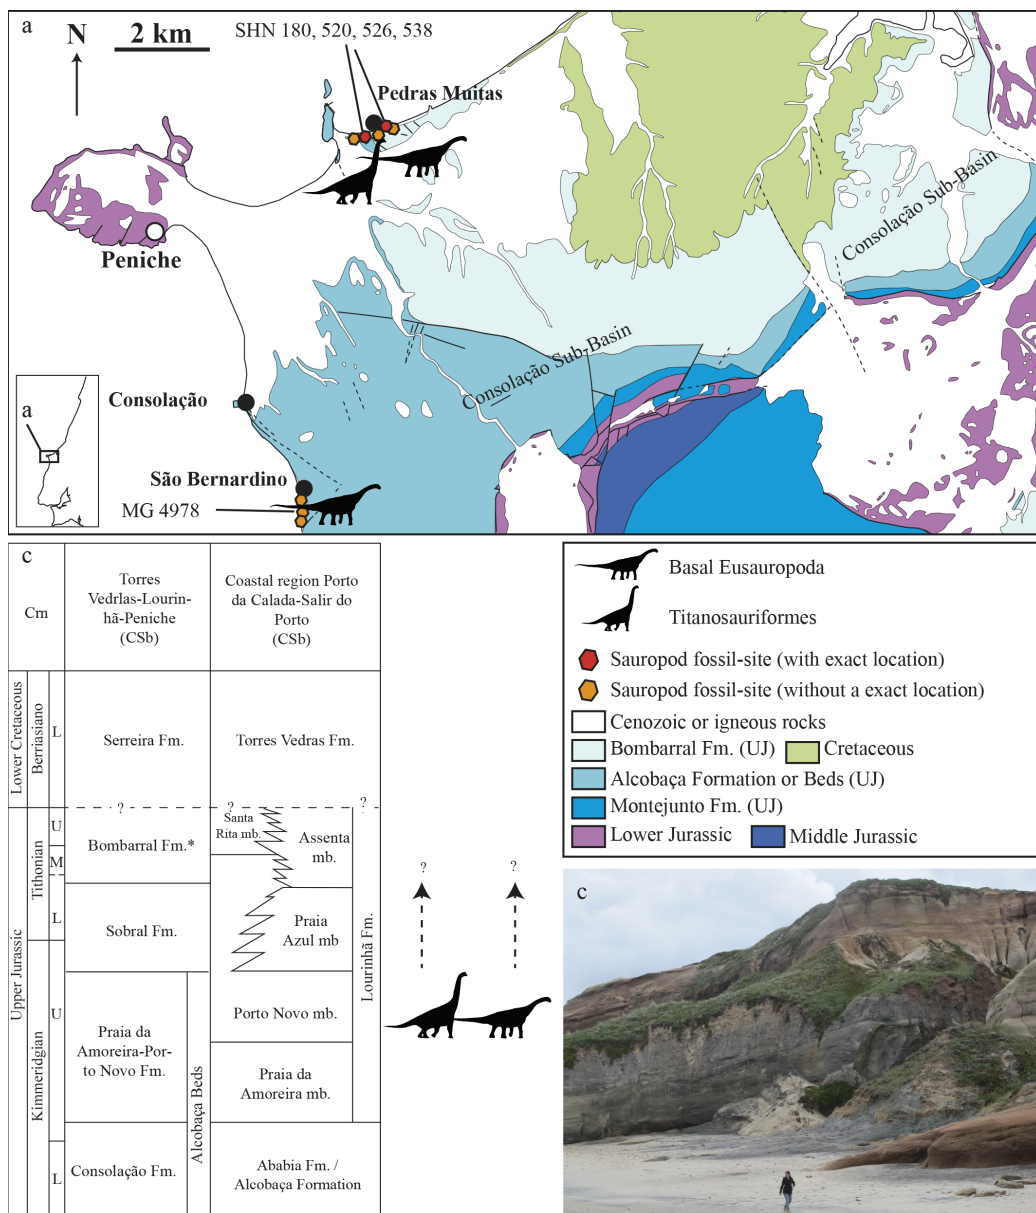 a
N
2 km
SHN 180, 520, 526, 538
Pedras Muitas
Peniche
Consolação Sub-Basin
Consolação Sub-Basin
Consolação
a
São Bernardino
MG 4978
c
Crn
Torres
Vedrlas-Lourin-
hã-Peniche
(CSb)
Coastal region Porto
da Calada-Salir do
Porto
(CSb)
Lower Cretaceous
Berriasiano
L
Serreira Fm.
Torres Vedras Fm.
?
?
?
Upper Jurassic
Tithonian
U
M
L
Bombarral Fm.*
Santa
Rita mb.
Assenta
mb.
Sobral Fm.
Praia
Azul mb
Lourinhã Fm.
Kimmeridgian
U
L
Praia da
Amoreira-Por-
to Novo Fm.
Alcobaça Beds
Porto Novo mb.
Praia da
Amoreira mb.
Consolação Fm.
Ababia Fm. /
Alcobaça Formation
?
?
Basal Eusauropoda
Titanosauriformes
Sauropod fossil-site (with exact location)
Sauropod fossil-site (without a exact location)
Cenozoic or igneous rocks
Bombarral Fm. (UJ)
Cretaceous
Alcobaça Formation or Beds (UJ)
Montejunto Fm. (UJ)
Lower Jurassic
Middle Jurassic
c